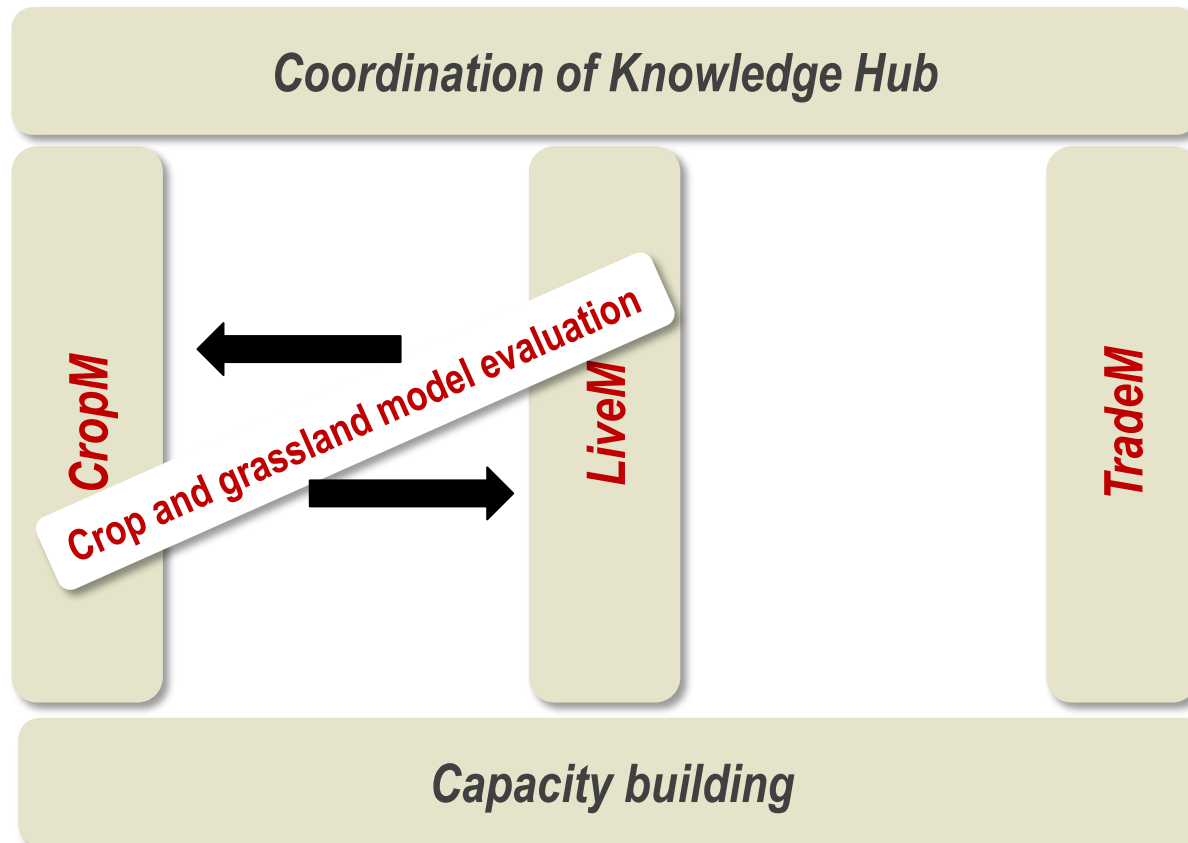 Coordination of Knowledge Hub
CropM
Crop and grassland model evaluation
LiveM
TradeM
Capacity building